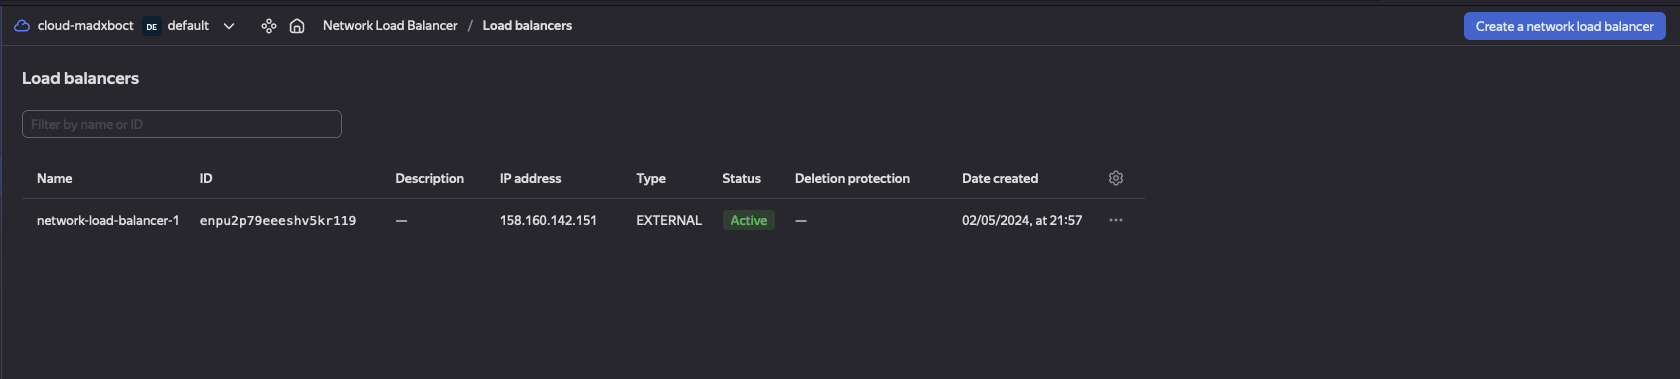 cloud-madxboct DE default Network Load Balancer / Load balancers Create a network load balancer
Load balancers
Filter by name or ID
Name ID Description IP address Type Status Deletion protection Date created
network-load-balancer-1 enpu2p79eeeshv5kr119 — 158.160.142.151 EXTERNAL Active — 02/05/2024, at 21:57 ···